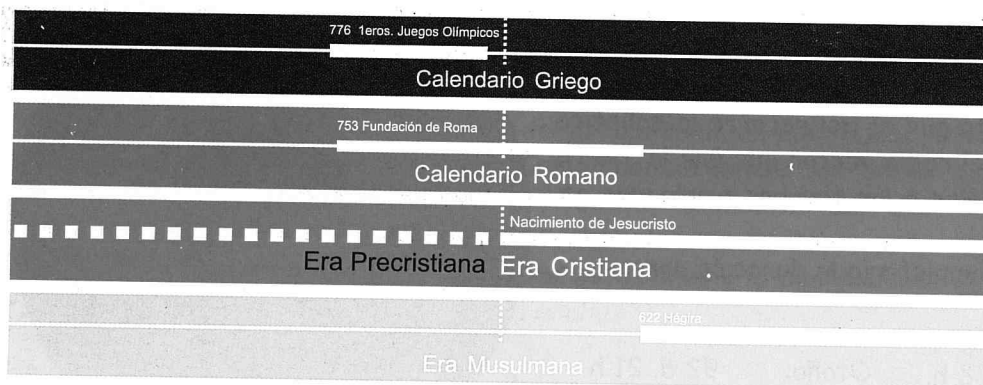 776 1eros. Juegos Olímpicos
Calendario Griego
753 Fundación de Roma
Calendario Romano
Nacimiento de Jesucristo
Era Precristiana Era Cristiana
622 Hégira
Era Musulmana